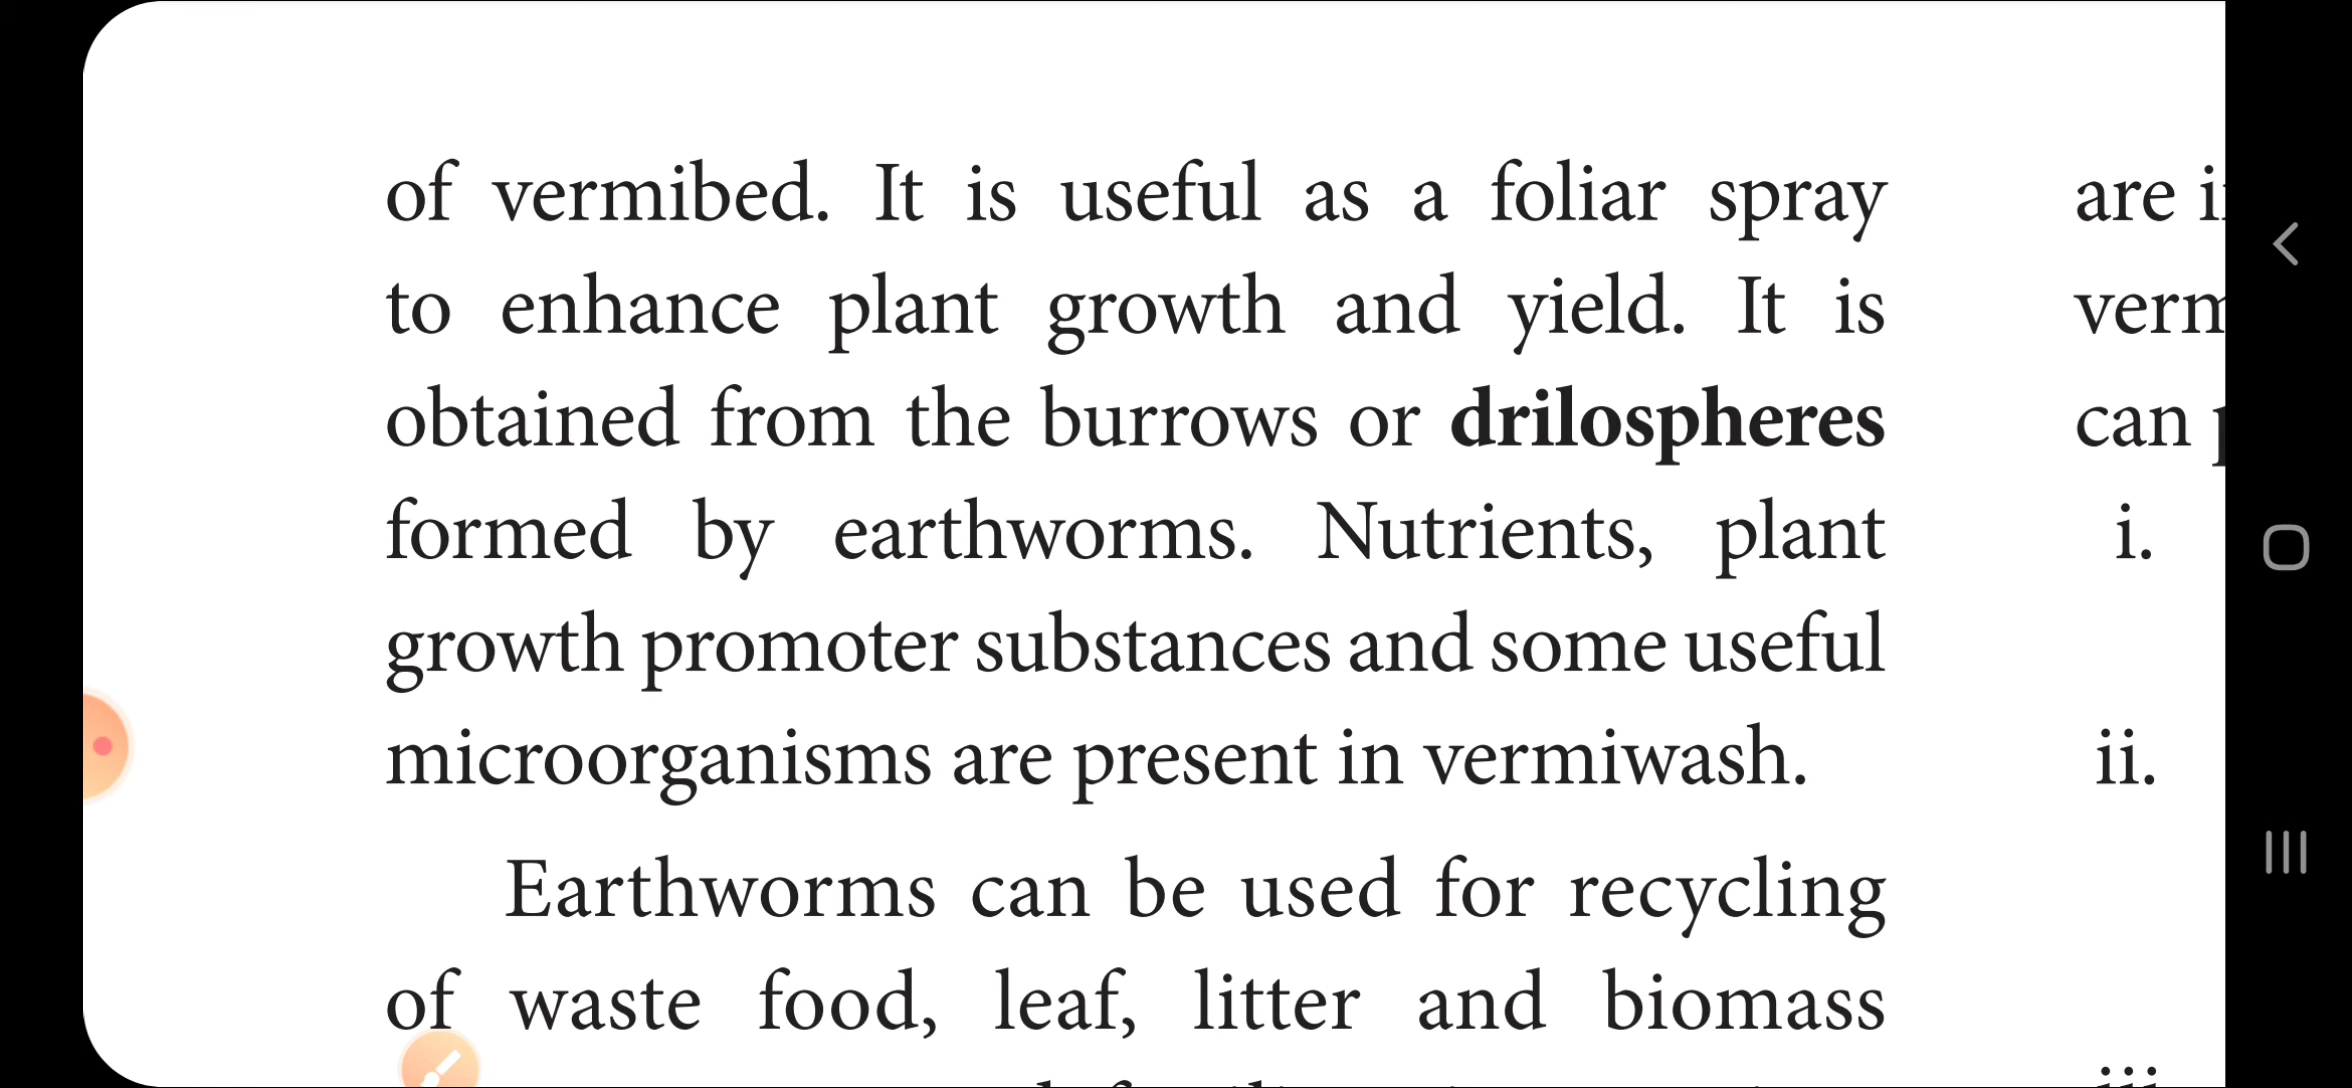 of vermibed. It is useful as a foliar spray
to enhance plant growth and yield. It is
obtained from the burrows or drilospheres
formed by earthworms. Nutrients, plant
growth promoter substances and some useful
microorganisms are present in vermiwash.
Earthworms can be used for recycling
of waste food, leaf, litter and biomass
are
can
i.
ii.